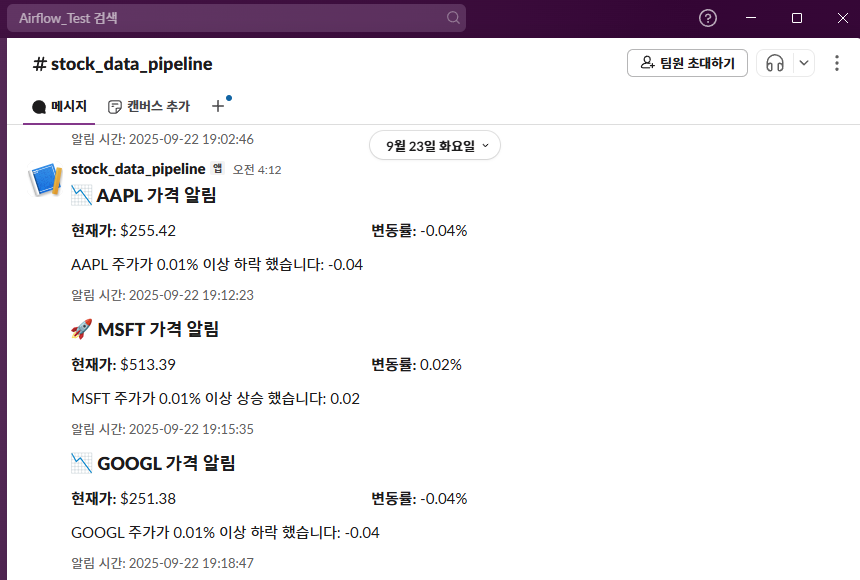 Airflow_Test 검색
# stock_data_pipeline
팀원 초대하기
메시지
캔버스 추가
알림 시간: 2025-09-22 19:02:46
9월 23일 화요일
stock_data_pipeline 앱 오전 4:12
AAPL 가격 알림
현재가: $255.42 변동률: -0.04%
AAPL 주가가 0.01% 이상 하락 했습니다: -0.04
알림 시간: 2025-09-22 19:12:23
MSFT 가격 알림
현재가: $513.39 변동률: 0.02%
MSFT 주가가 0.01% 이상 상승 했습니다: 0.02
알림 시간: 2025-09-22 19:15:35
GOOGL 가격 알림
현재가: $251.38 변동률: -0.04%
GOOGL 주가가 0.01% 이상 하락 했습니다: -0.04
알림 시간: 2025-09-22 19:18:47